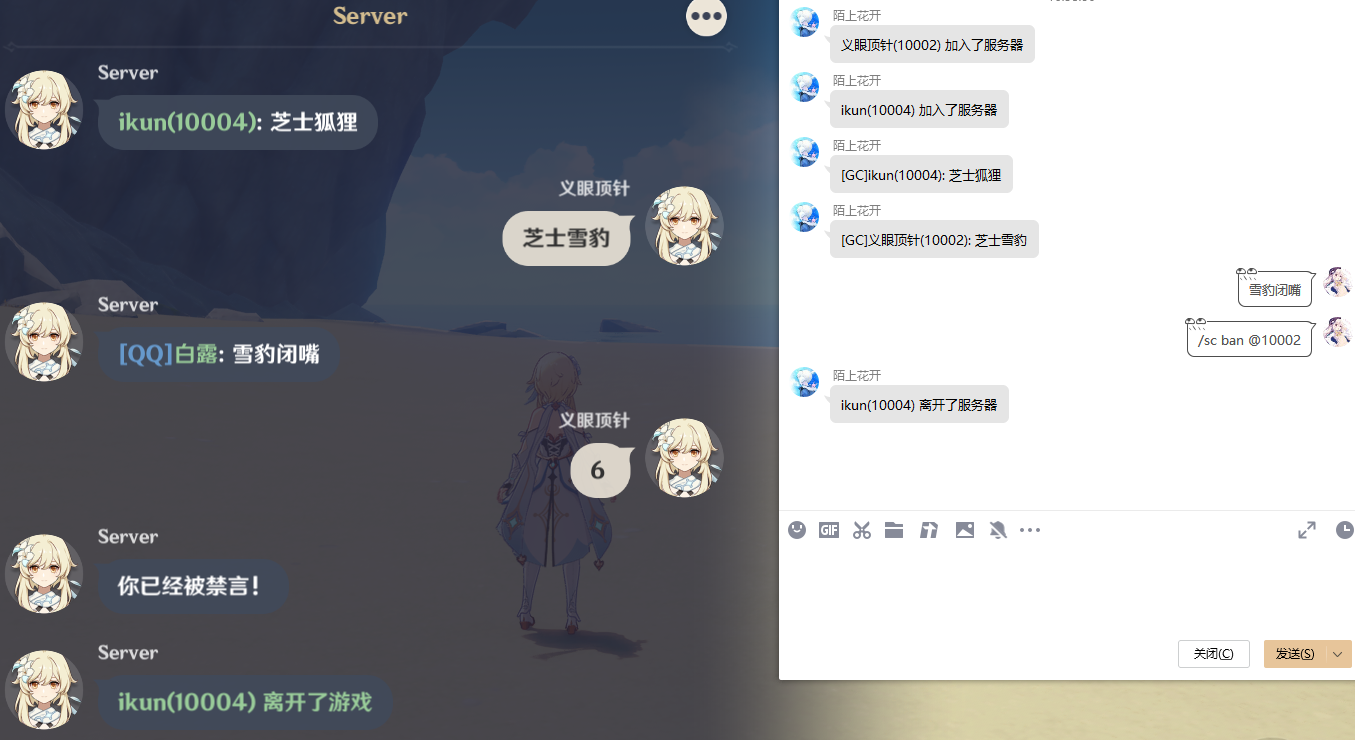 Server
Server
ikun(10004): 芝士狐狸
义眼顶针
芝士雪豹
Server
[QQ]白露: 雪豹闭嘴
义眼顶针
6
Server
你已经被禁言！
Server
ikun(10004) 离开了游戏
陌上花开
义眼顶针(10002) 加入了服务器
陌上花开
ikun(10004) 加入了服务器
陌上花开
[GC]ikun(10004): 芝士狐狸
陌上花开
[GC]义眼顶针(10002): 芝士雪豹
雪豹闭嘴
/sc ban @10002
陌上花开
ikun(10004) 离开了服务器
GIF
关闭(C)
发送(S)